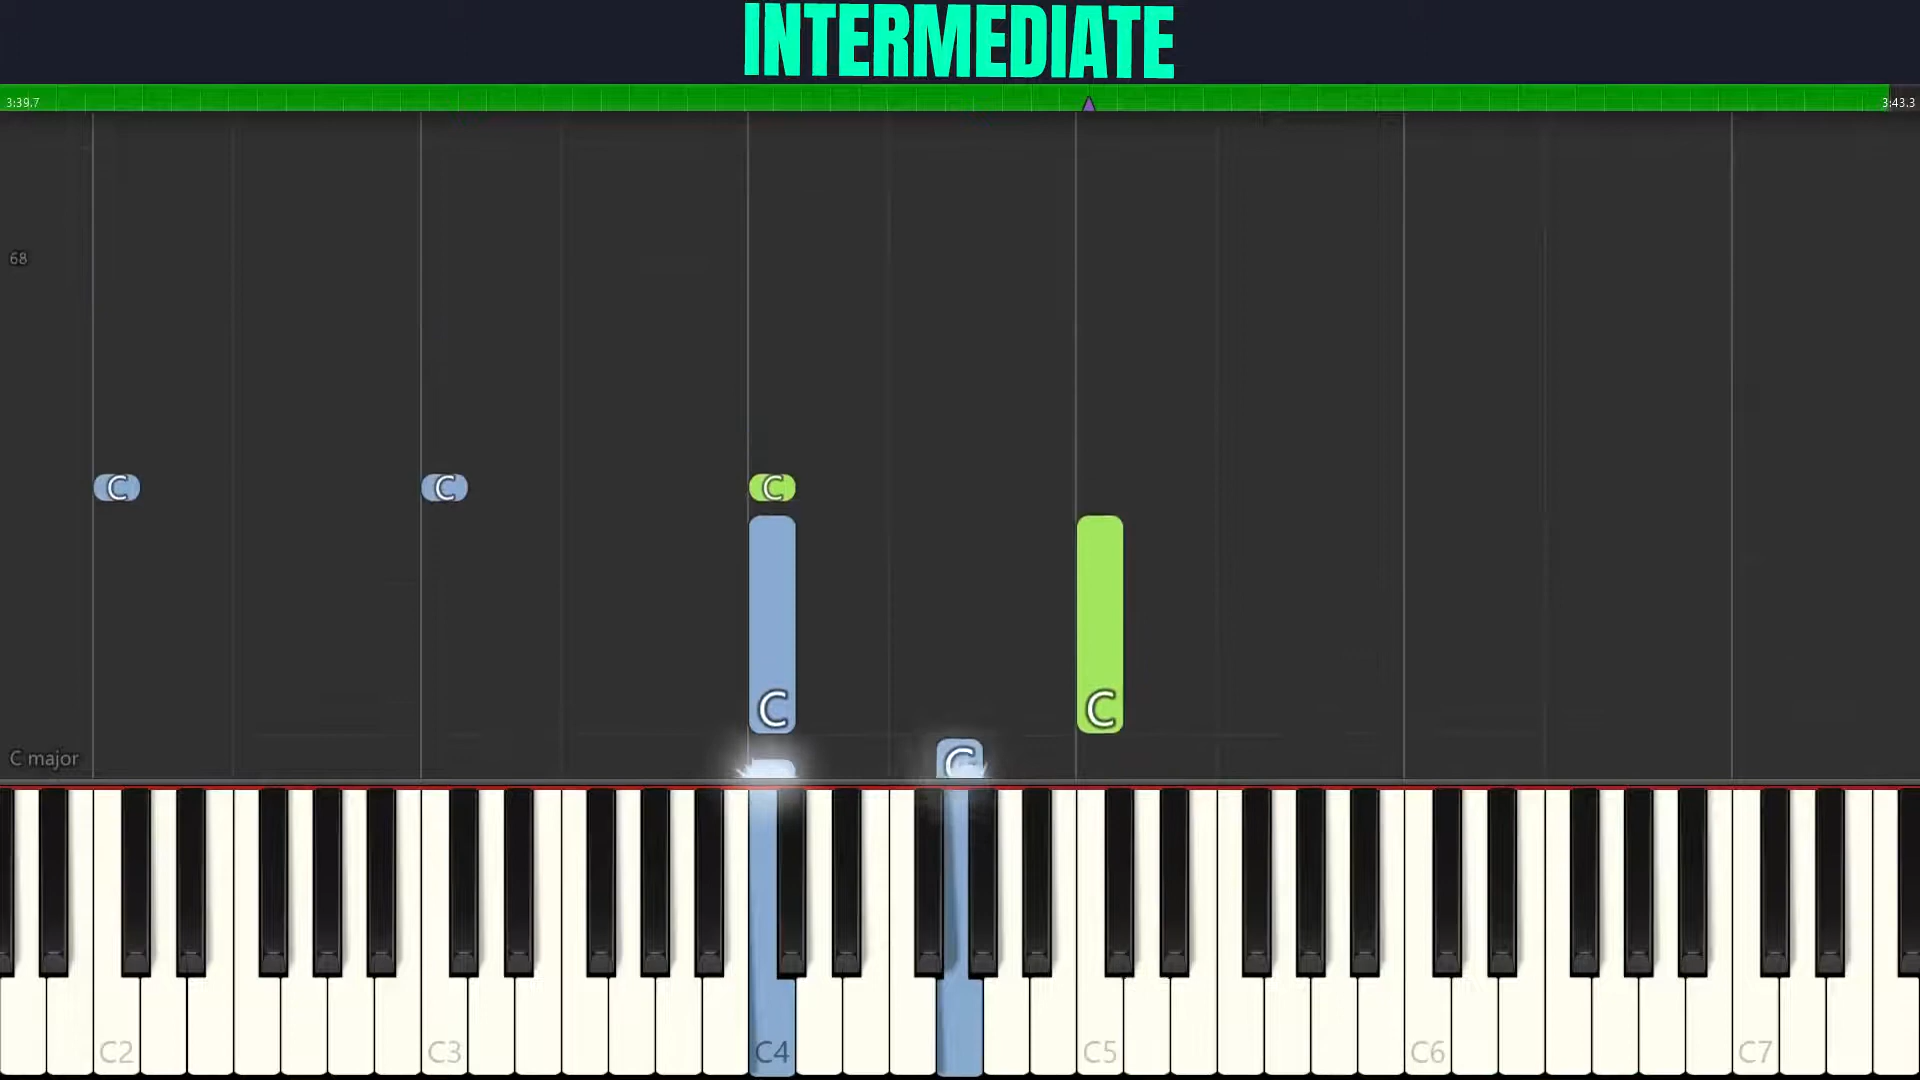 INTERMEDIATE
3:39.7
3:43.3
68
C C C
C C
C major
C
C2 C3 C4 C5 C6 C7